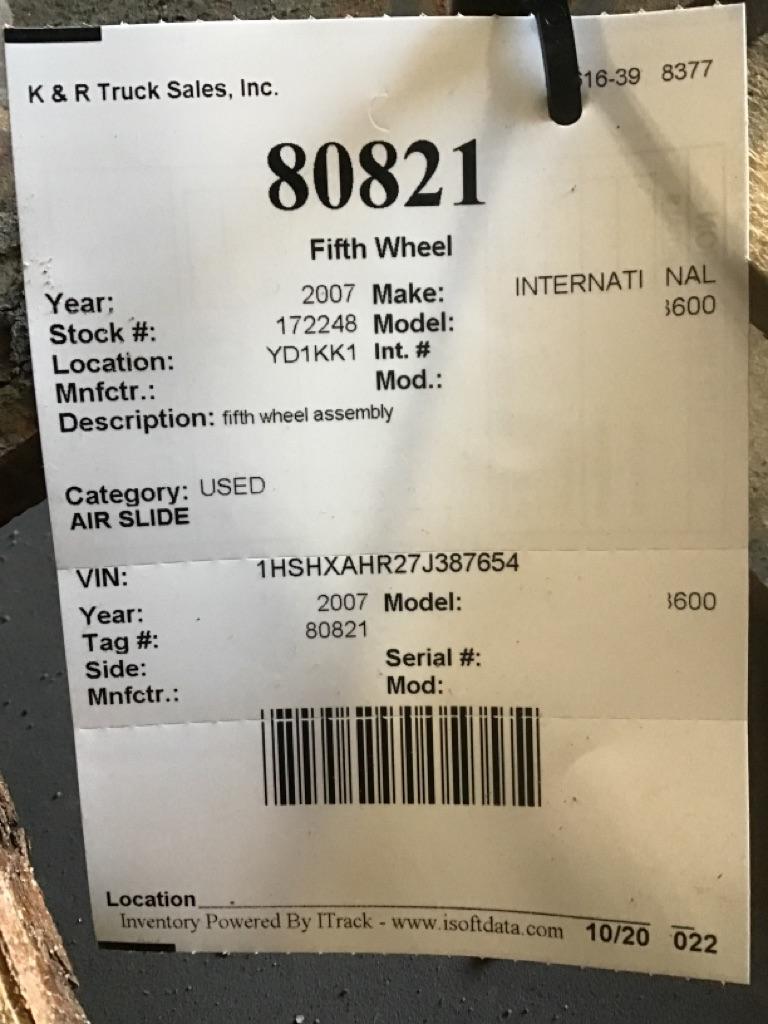 K & R Truck Sales, Inc. 16-39 8377
80821
Fifth Wheel
Year: 2007 Make: INTERNATI NAL
Stock #: 172248 Model: 600
Location: YD1KK1 Int. #
Mnfctr.: Mod.:
Description: fifth wheel assembly
Category: USED
AIR SLIDE
VIN: 1HSHXAHR27J387654
Year: 2007 Model: 600
Tag #: 80821
Side: Serial #:
Mnfctr.: Mod:
Location
Inventory Powered By ITrack - www.isoftdata.com 10/20 022